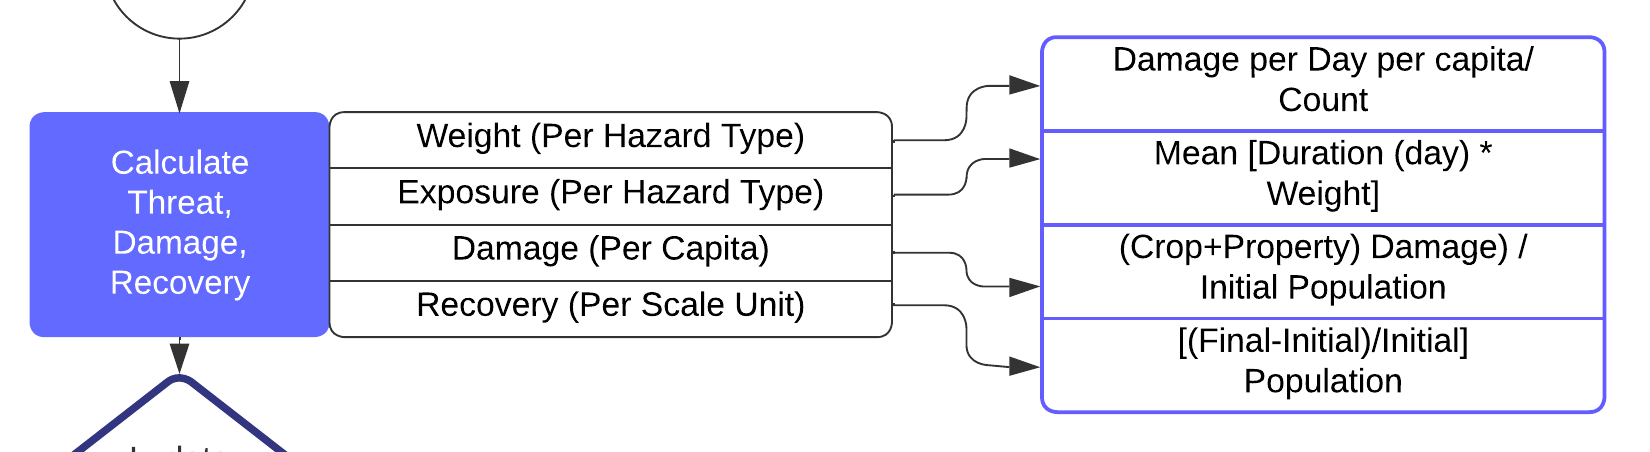 Calculate
Threat,
Damage,
Recovery
Weight (Per Hazard Type)
Exposure (Per Hazard Type)
Damage (Per Capita)
Recovery (Per Scale Unit)
Damage per Day per capita/
Count
Mean [Duration (day) *
Weight]
(Crop+Property) Damage) /
Initial Population
[(Final-Initial)/Initial]
Population